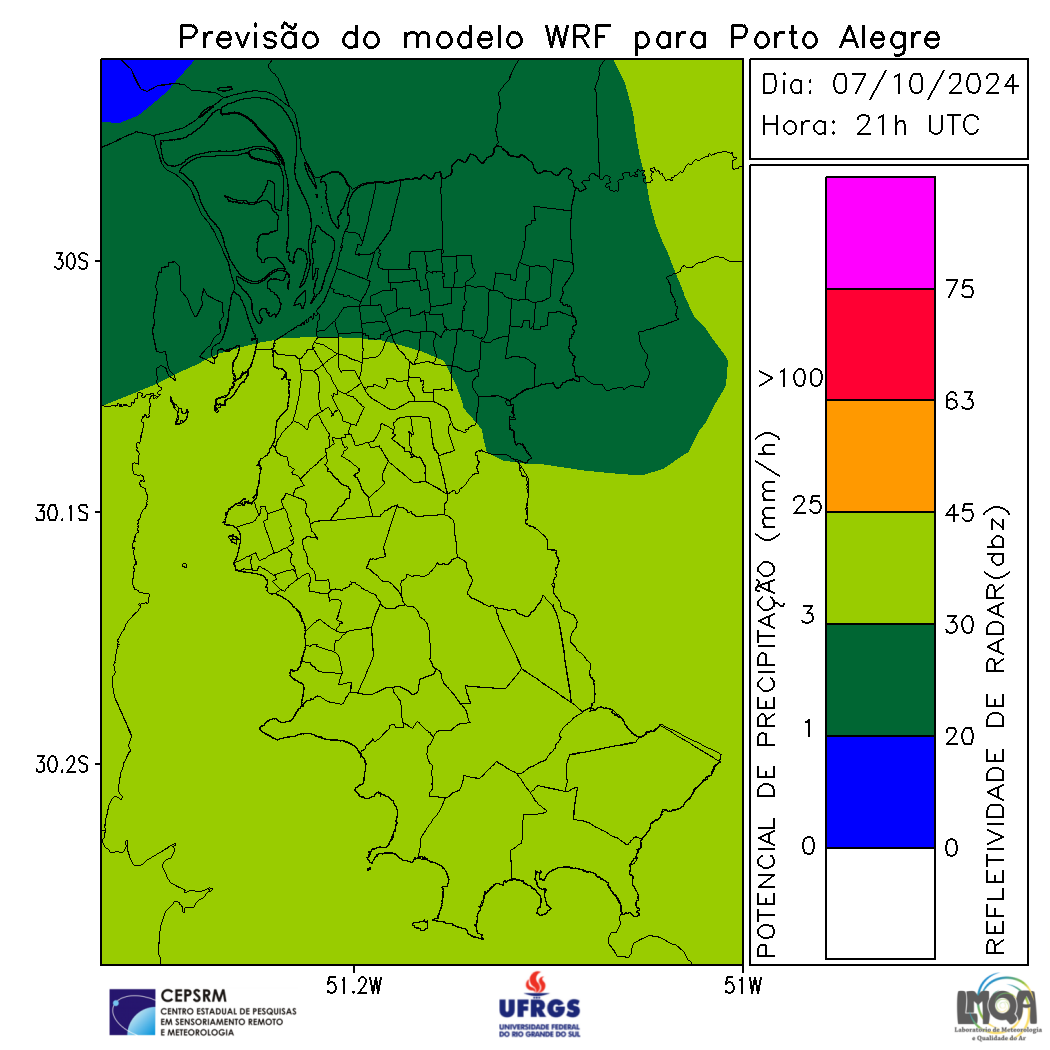 Previsão do modelo WRF para Porto Alegre
Dia: 07/10/2024
Hora: 21h UTC
30S
30.1S
30.2S
51.2W
51W
POTENCIAL DE PRECIPITAÇÃO (mm/h)
>100
25
3
1
0
75
63
45
30
20
0
REFLETIVIDADE DE RADAR(dbz)
CEPSRM
CENTRO ESTADUAL DE PESQUISAS
EM SENSORIAMENTO REMOTO
E METEOROLOGIA
UFRGS
UNIVERSIDADE FEDERAL
DO RIO GRANDE DO SUL
LMQA
Laboratório de Meteorologia
e Qualidade do Ar